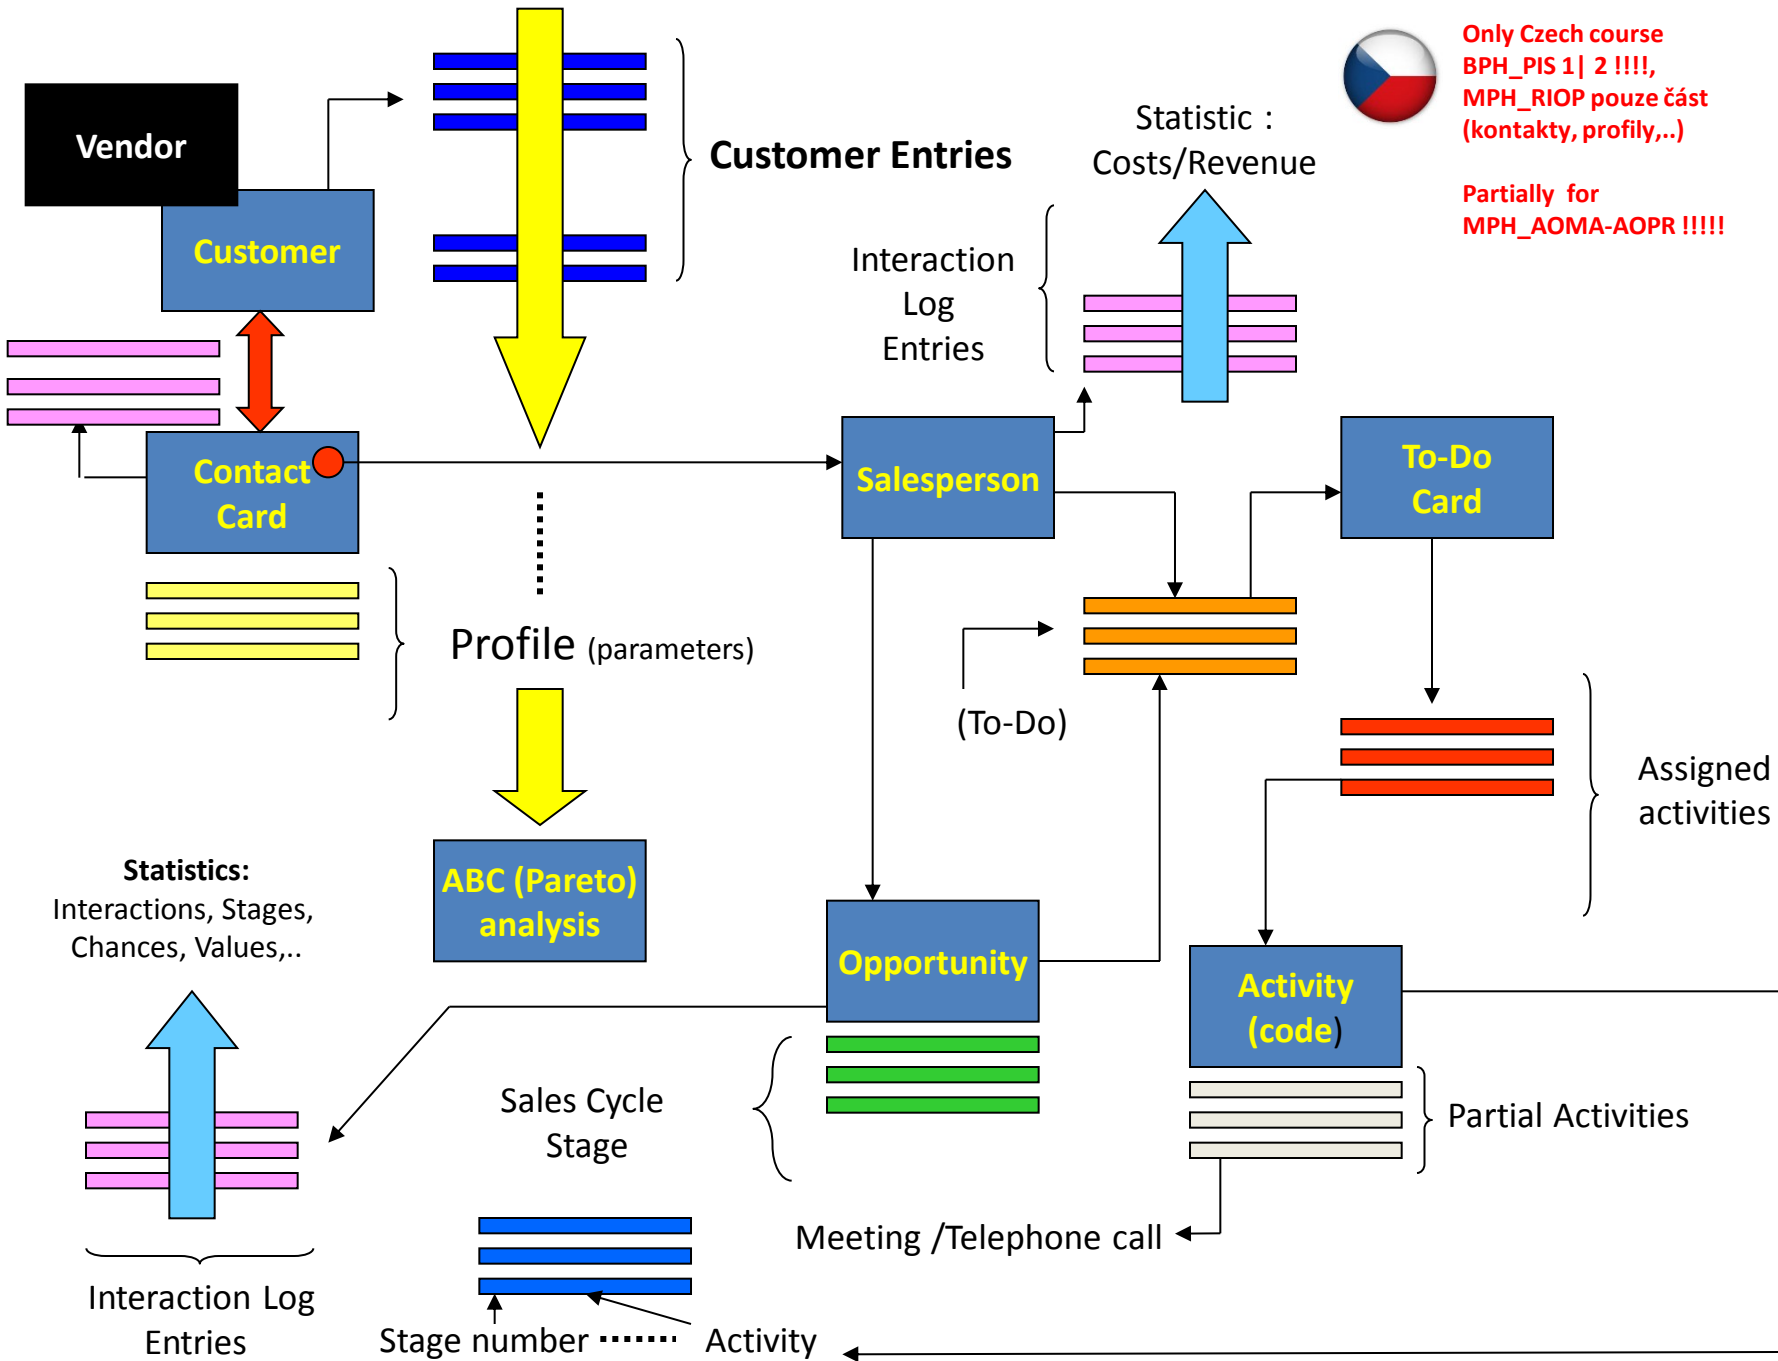 Only Czech course
BPH_PIS 1| 2 !!!!,
MPH_RIOP pouze část
(kontakty, profily,..)
Partially for
MPH_AOMA-AOPR !!!!!
Vendor
Customer
Customer Entries
Statistic :
Costs/Revenue
Interaction
Log
Entries
Contact
Card
Salesperson
To-Do
Card
Profile (parameters)
(To-Do)
Assigned
activities
ABC (Pareto)
analysis
Statistics:
Interactions, Stages,
Chances, Values,..
Opportunity
Activity
(code)
Sales Cycle
Stage
Partial Activities
Meeting /Telephone call
Interaction Log
Entries
Stage number
Activity